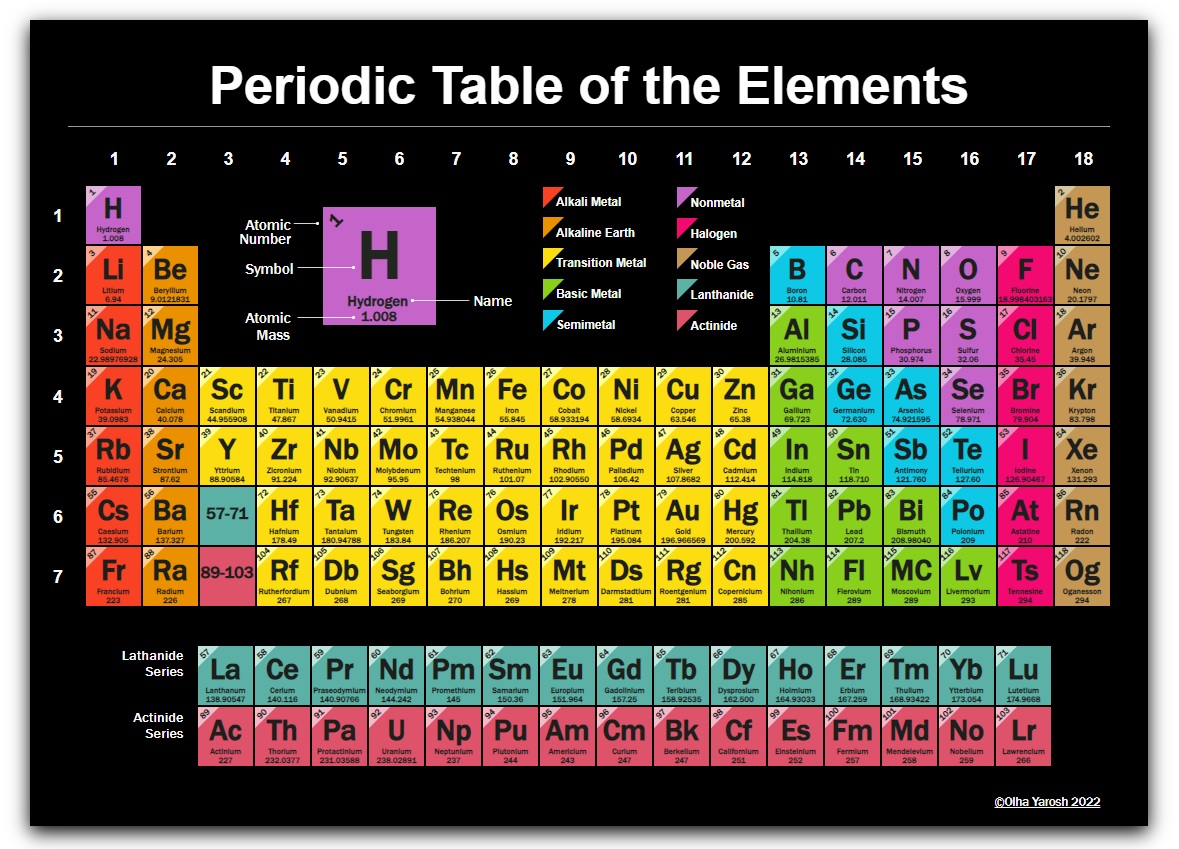 Periodic Table of the Elements
1 2 3 4 5 6 7 8 9 10 11 12 13 14 15 16 17 18
Alkali Metal
Alkaline Earth
Transition Metal
Basic Metal
Semimetal
Nonmetal
Halogen
Noble Gas
Lanthanide
Actinide
Atomic
Number
Symbol
Atomic
Mass
Name
1
H
Hydrogen
1.008
1
1 H Hydrogen 1.008
2 He Helium 4.002602
2
3 Li Litium 6.94
4 Be Beryllium 9.0121831
5 B Boron 10.81
6 C Carbon 12.011
7 N Nitrogen 14.007
8 O Oxygen 15.999
9 F Fluorine 18.998403163
10 Ne Neon 20.1797
3
11 Na Sodium 22.98976928
12 Mg Magnesium 24.305
13 Al Aluminium 26.9815385
14 Si Silicon 28.085
15 P Phosphorus 30.974
16 S Sulfur 32.06
17 Cl Chlorine 35.45
18 Ar Argon 39.948
4
19 K Potassium 39.0983
20 Ca Calcium 40.078
21 Sc Scandium 44.955908
22 Ti Titanium 47.867
23 V Vanadium 50.9415
24 Cr Chromium 51.9961
25 Mn Manganese 54.938044
26 Fe Iron 55.845
27 Co Cobalt 58.933194
28 Ni Nickel 58.6934
29 Cu Copper 63.546
30 Zn Zinc 65.38
31 Ga Gallium 69.723
32 Ge Germanium 72.630
33 As Arsenic 74.921595
34 Se Selenium 78.971
35 Br Bromine 79.904
36 Kr Krypton 83.798
5
37 Rb Rubidium 85.4678
38 Sr Strontium 87.62
39 Y Yttrium 88.90584
40 Zr Zicronium 91.224
41 Nb Niobium 92.90637
42 Mo Molybdenum 95.95
43 Tc Techtenium 98
44 Ru Ruthenium 101.07
45 Rh Rhodium 102.90550
46 Pd Palladium 106.42
47 Ag Silver 107.8682
48 Cd Cadmium 112.414
49 In Indium 114.818
50 Sn Tin 118.710
51 Sb Antimony 121.760
52 Te Tellurium 127.60
53 I Iodine 126.90467
54 Xe Xenon 131.293
6
55 Cs Caesium 132.905
56 Ba Barium 137.327
57-71
72 Hf Hafnium 178.49
73 Ta Tantalum 180.94788
74 W Tungsten 183.84
75 Re Rhenium 186.207
76 Os Osmium 190.23
77 Ir Iridium 192.217
78 Pt Platinum 195.084
79 Au Gold 196.966569
80 Hg Mercury 200.592
81 Tl Thallium 204.38
82 Pb Lead 207.2
83 Bi Bismuth 208.98040
84 Po Polonium 209
85 At Astatine 210
86 Rn Radon 222
7
87 Fr Francium 223
88 Ra Radium 226
89-103
104 Rf Rutherfordium 267
105 Db Dubnium 268
106 Sg Seaborgium 269
107 Bh Bohrium 270
108 Hs Hassium 269
109 Mt Meitnerium 278
110 Ds Darmstadtium 281
111 Rg Roentgenium 281
112 Cn Copernicium 285
113 Nh Nihonium 286
114 Fl Flerovium 289
115 MC Moscovium 289
116 Lv Livermorium 293
117 Ts Tennesine 294
118 Og Oganesson 294
Lathanide
Series
57 La Lanthanum 138.90547
58 Ce Cerium 140.116
59 Pr Praseodymium 140.90766
60 Nd Neodymium 144.242
61 Pm Promethium 145
62 Sm Samarium 150.36
63 Eu Europium 151.964
64 Gd Gadolinium 157.25
65 Tb Teribium 158.92535
66 Dy Dysprosium 162.500
67 Ho Holmium 164.93033
68 Er Erbium 167.259
69 Tm Thulium 168.93422
70 Yb Ytterbium 173.054
71 Lu Lutetium 174.9668
Actinide
Series
89 Ac Actinium 227
90 Th Thorium 232.0377
91 Pa Protactinium 231.03588
92 U Uranium 238.02891
93 Np Neptunium 237
94 Pu Plutonium 244
95 Am Americium 243
96 Cm Curium 247
97 Bk Berkelium 247
98 Cf Californium 251
99 Es Einsteinium 252
100 Fm Fermium 257
101 Md Mendelevium 258
102 No Nobelium 259
103 Lr Lawrencium 266
©Olha Yarosh 2022